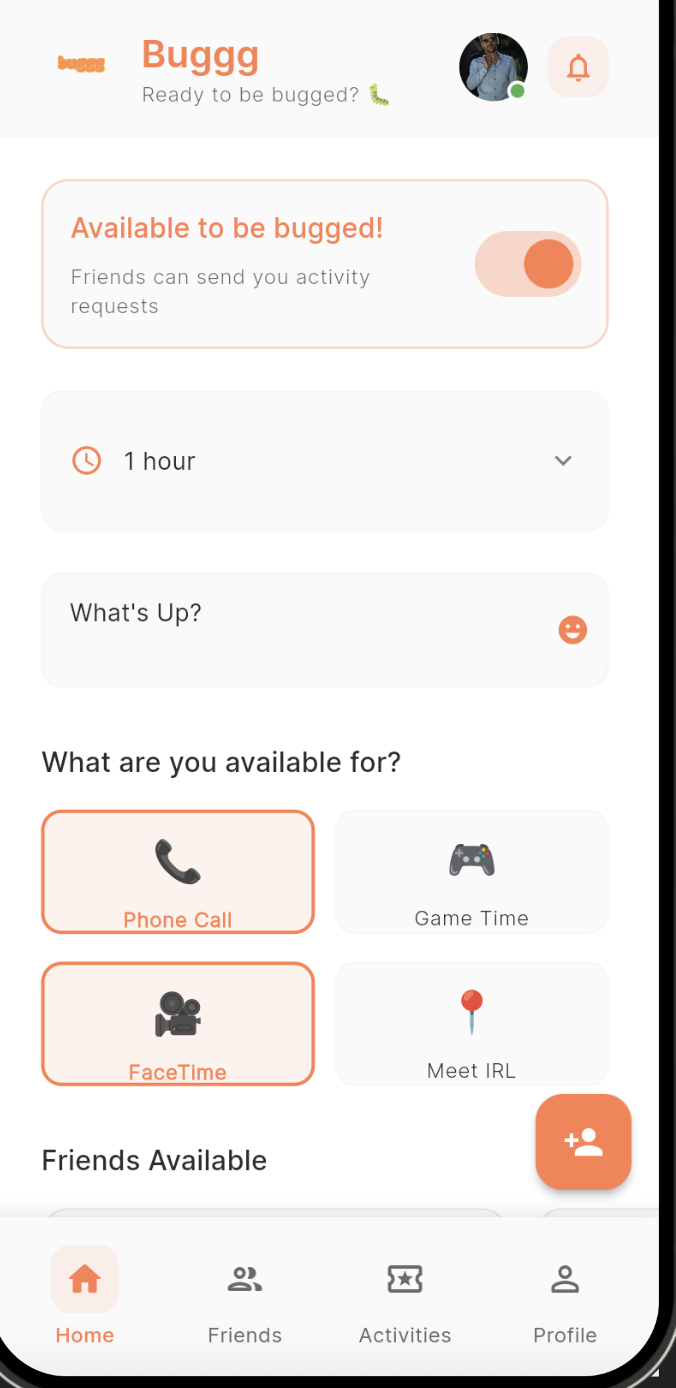 buggg
Buggg
Ready to be bugged? 🐛
Available to be bugged!
Friends can send you activity
requests
1 hour
What's Up?
What are you available for?
Phone Call
Game Time
FaceTime
Meet IRL
Friends Available
Home
Friends
Activities
Profile